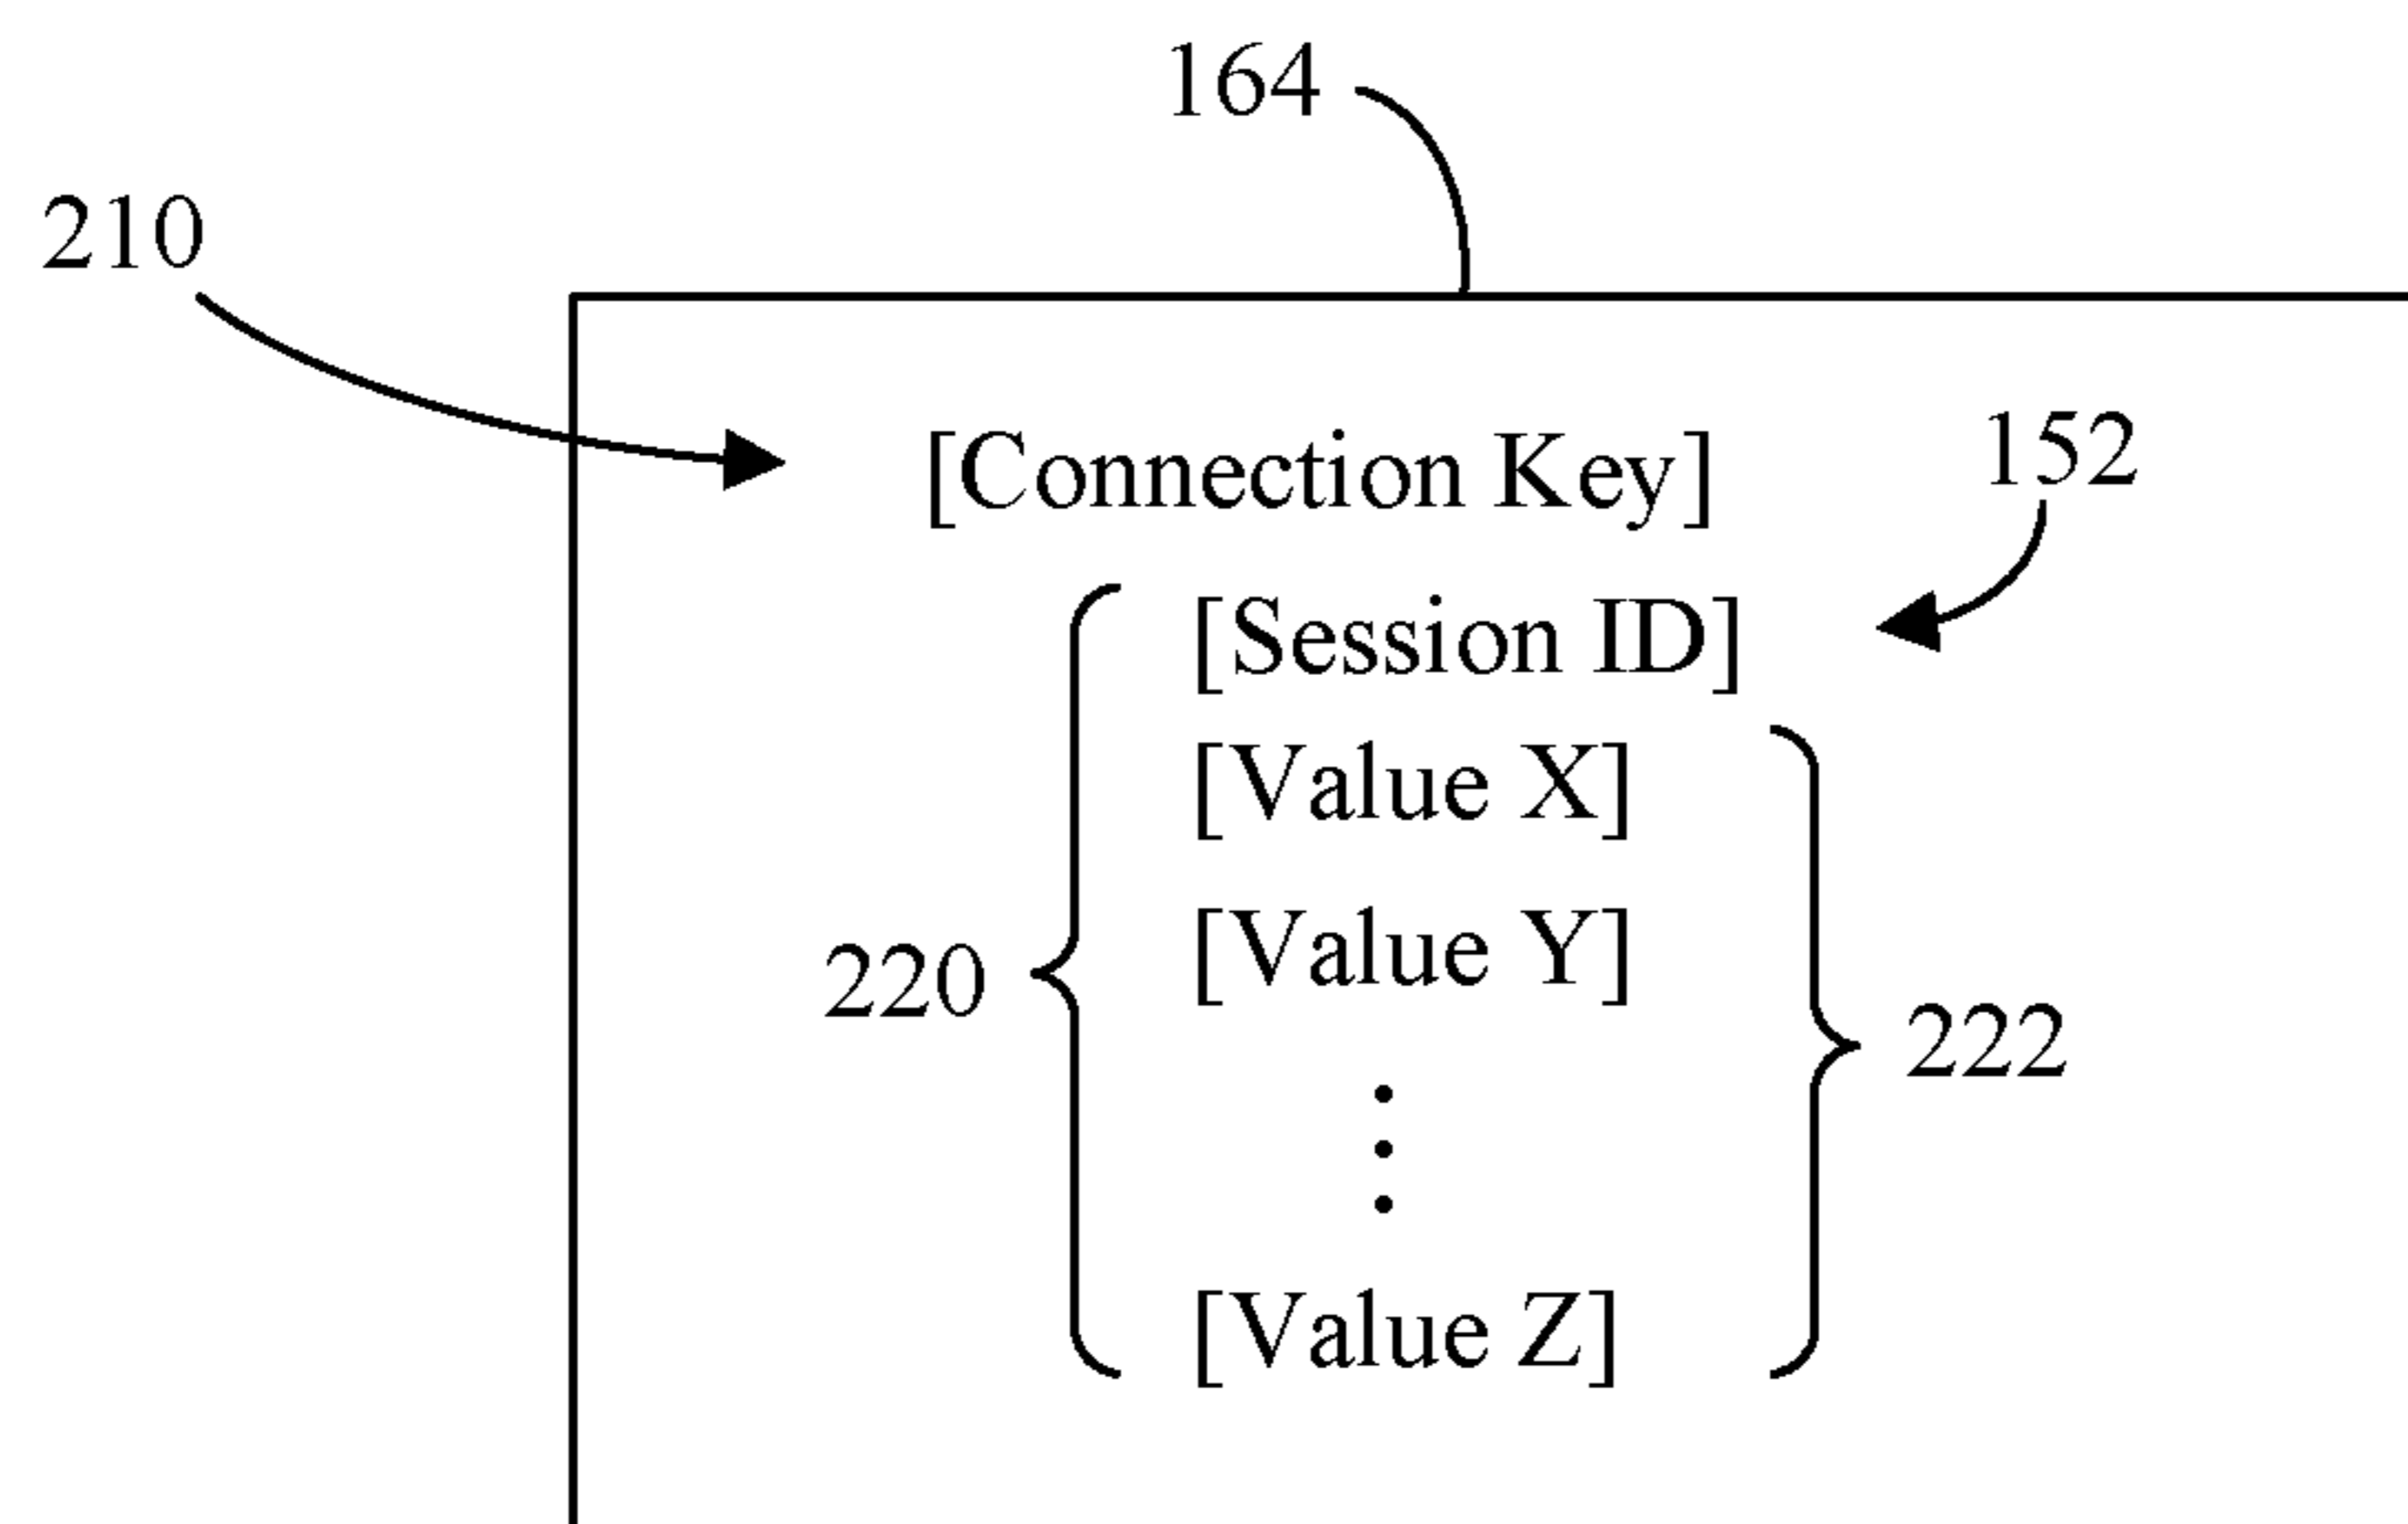 164
210
[Connection Key]
152
[Session ID]
[Value X]
[Value Y]
220
222
[Value Z]